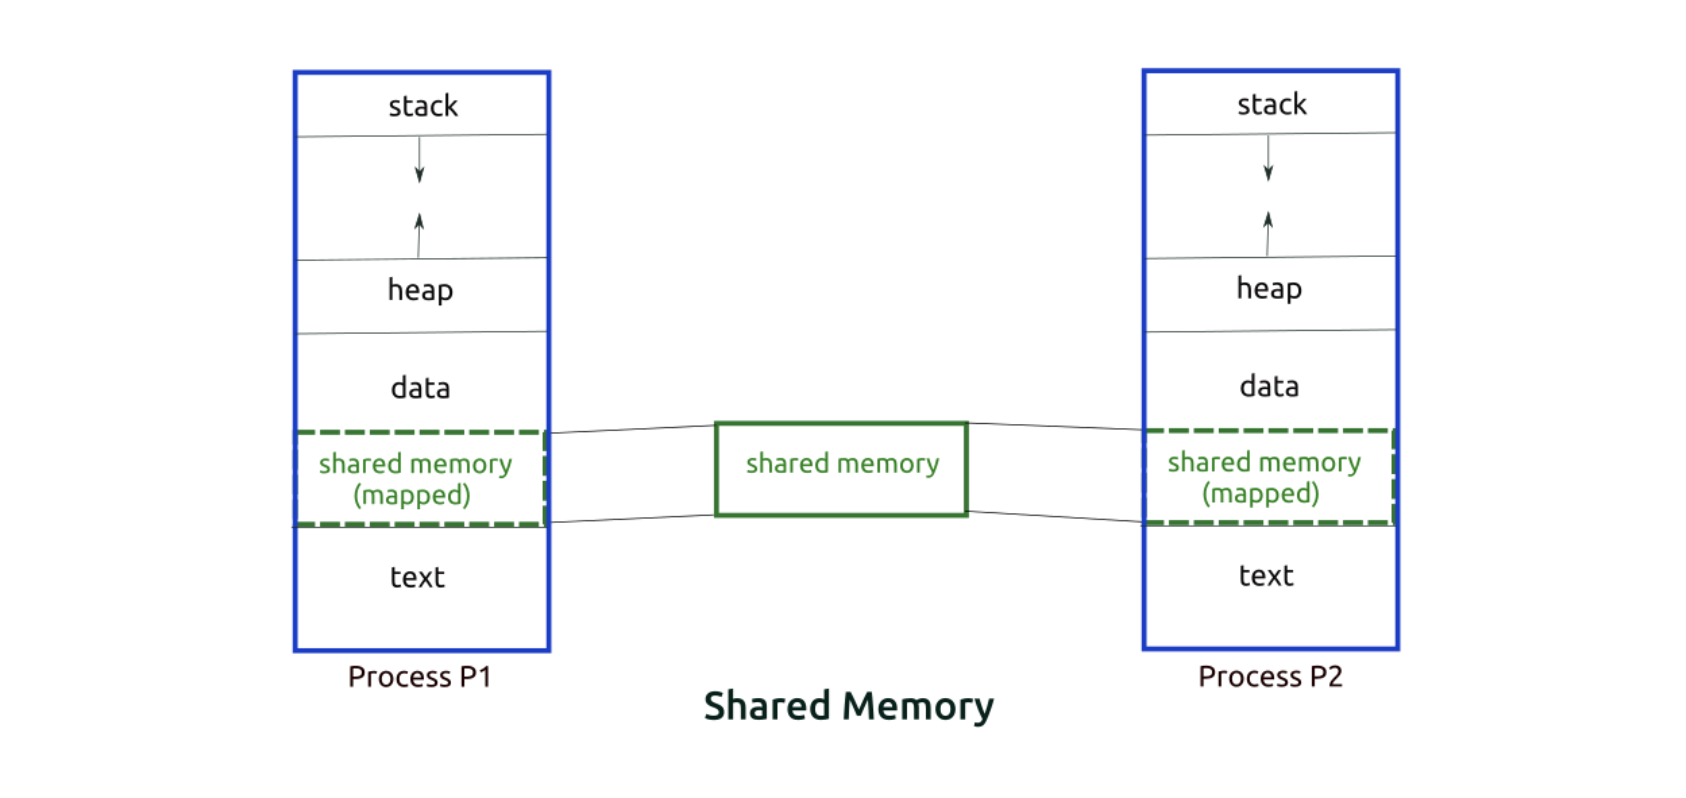 stack
heap
data
shared memory
(mapped)
text
Process P1
shared memory
stack
heap
data
shared memory
(mapped)
text
Process P2
Shared Memory